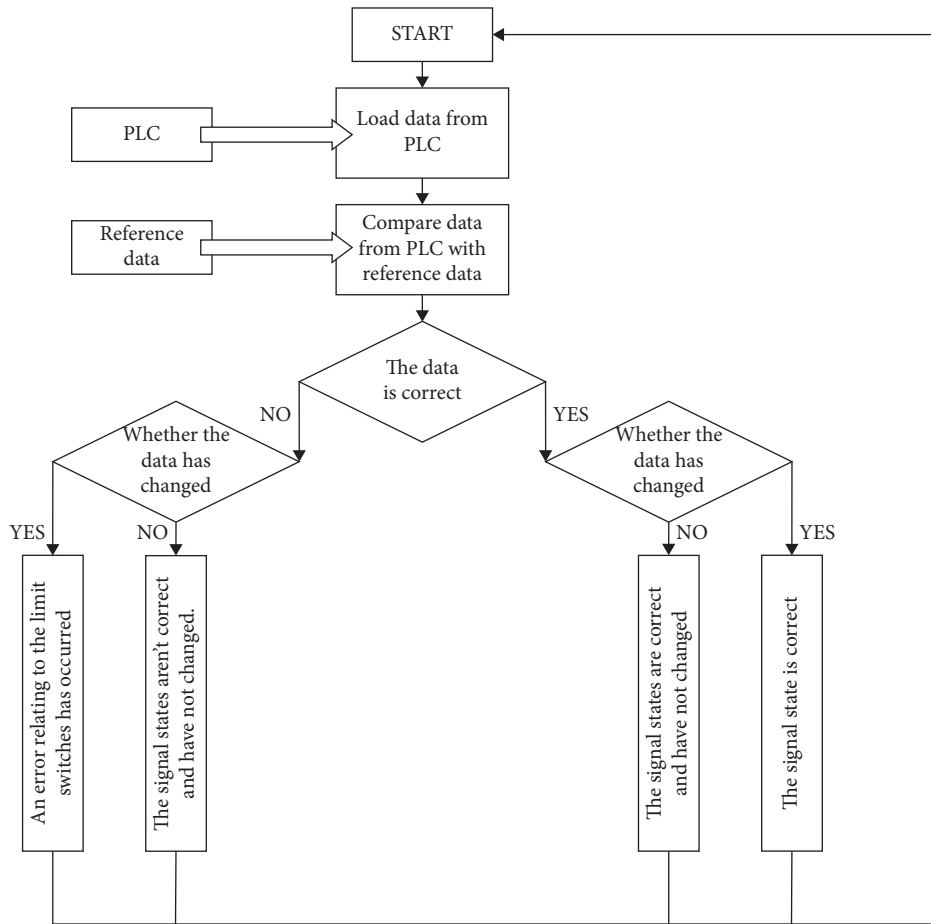 START
PLC
Load data from
PLC
Reference
data
Compare data
from PLC with
reference data
The data
is correct
NO
YES
Whether the
data has
changed
Whether the
data has
changed
YES
NO
NO
YES
An error relating to the limit
switches has occurred
The signal states aren't correct
and have not changed.
The signal states are correct
and have not changed
The signal state is correct